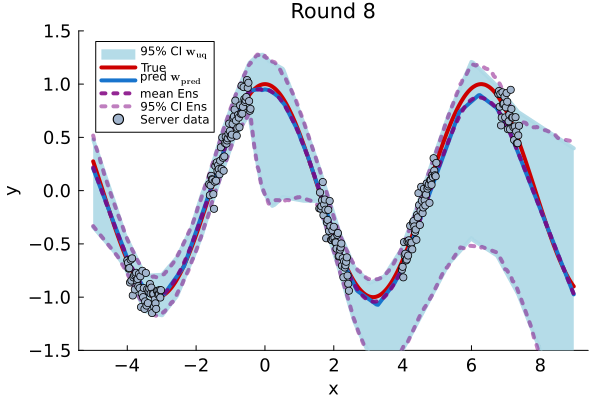 Round 8
1.5
1.0
0.5
0.0
−0.5
−1.0
−1.5
y
95% CI w_uq
True
pred w_pred
mean Ens
95% CI Ens
Server data
−4
−2
0
2
4
6
8
x